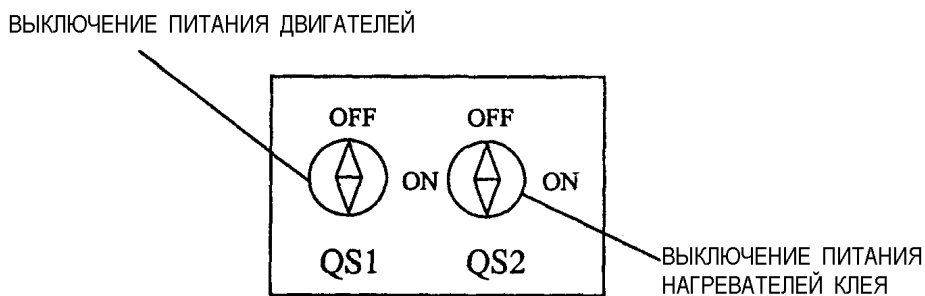 ВЫКЛЮЧЕНИЕ ПИТАНИЯ ДВИГАТЕЛЕЙ
OFF OFF
ON ON
QS1 QS2
ВЫКЛЮЧЕНИЕ ПИТАНИЯ
НАГРЕВАТЕЛЕЙ КЛЕЯ